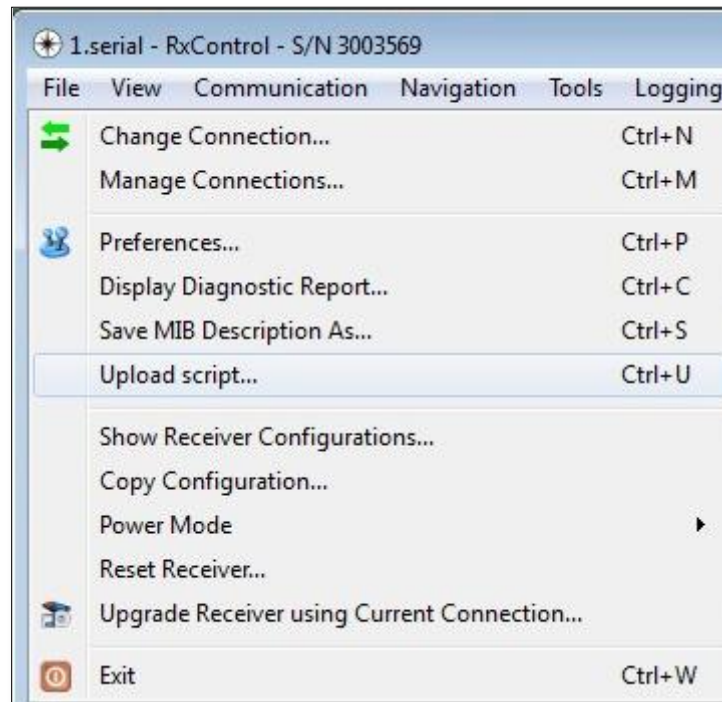 1.serial - RxControl - S/N 3003569
File View Communication Navigation Tools Logging
Change Connection... Ctrl+N
Manage Connections... Ctrl+M
Preferences... Ctrl+P
Display Diagnostic Report... Ctrl+C
Save MIB Description As... Ctrl+S
Upload script... Ctrl+U
Show Receiver Configurations...
Copy Configuration...
Power Mode
Reset Receiver...
Upgrade Receiver using Current Connection...
Exit Ctrl+W